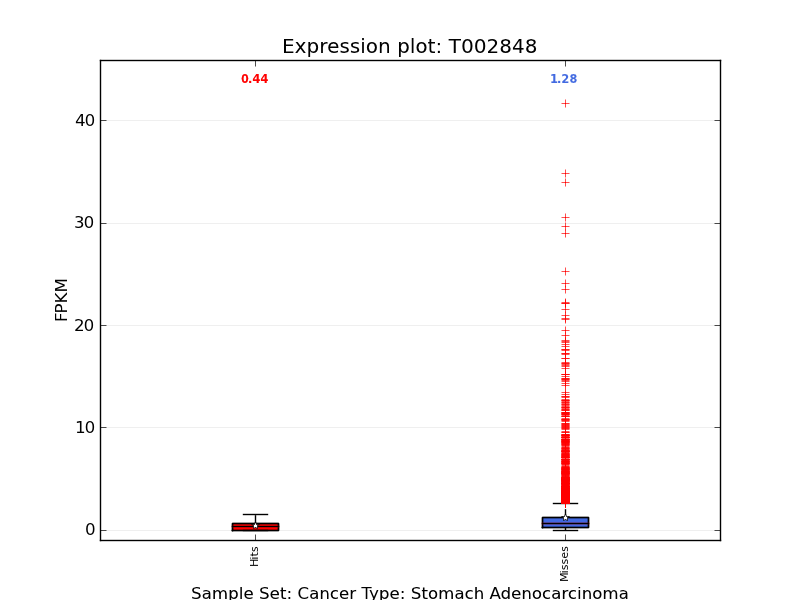 Expression plot: T002848
0.44
1.28
40
30
20
10
0
FPKM
Hits
Misses
Sample Set: Cancer Type: Stomach Adenocarcinoma